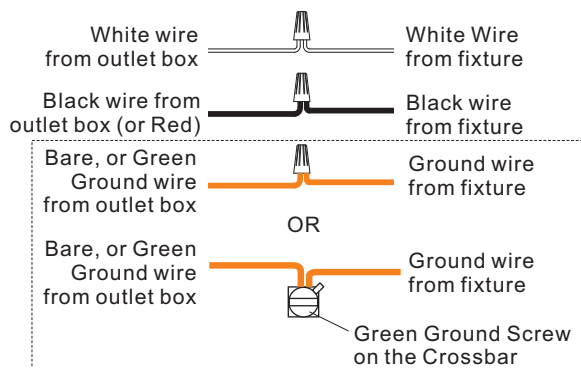 White wire
from outlet box
White Wire
from fixture
Black wire from
outlet box (or Red)
Black wire
from fixture
Bare, or Green
Ground wire
from outlet box
Ground wire
from fixture
OR
Bare, or Green
Ground wire
from outlet box
Ground wire
from fixture
Green Ground Screw
on the Crossbar